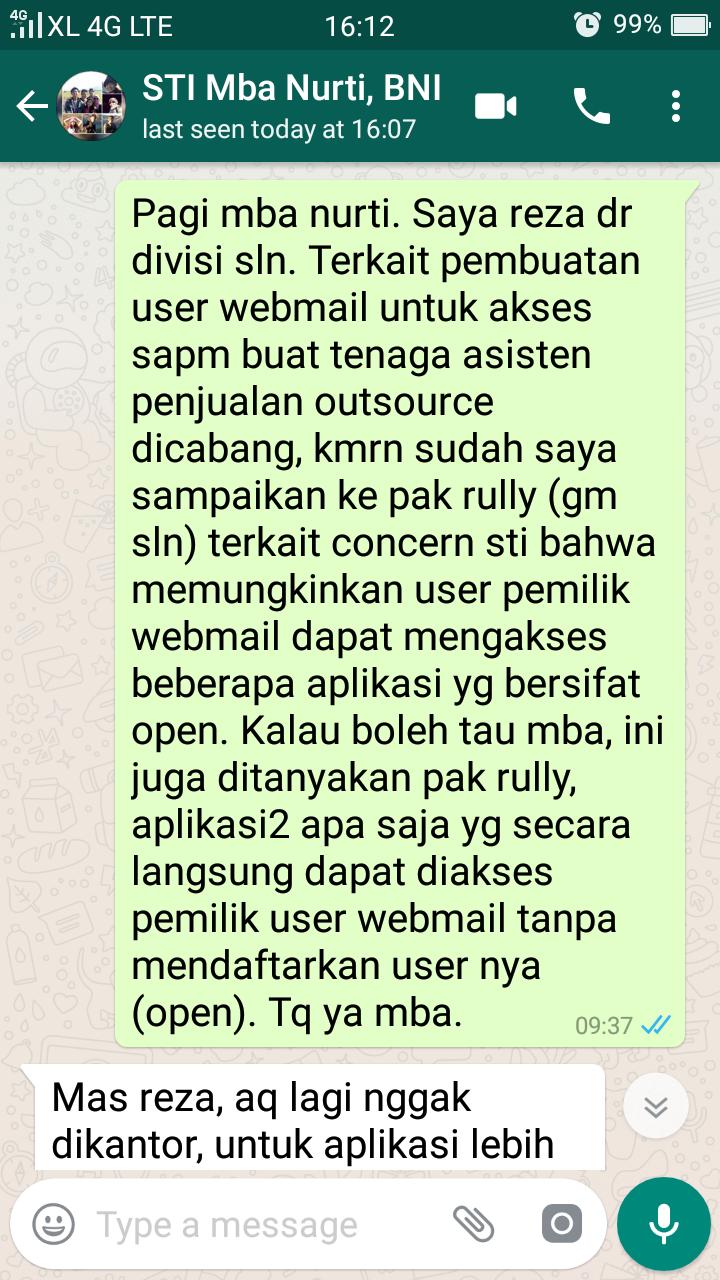 4G XL 4G LTE 16:12 99%
STI Mba Nurti, BNI
last seen today at 16:07
Pagi mba nurti. Saya reza dr
divisi sln. Terkait pembuatan
user webmail untuk akses
sapm buat tenaga asisten
penjualan outsource
dicabang, kmrn sudah saya
sampaikan ke pak rully (gm
sln) terkait concern sti bahwa
memungkinkan user pemilik
webmail dapat mengakses
beberapa aplikasi yg bersifat
open. Kalau boleh tau mba, ini
juga ditanyakan pak rully,
aplikasi2 apa saja yg secara
langsung dapat diakses
pemilik user webmail tanpa
mendaftarkan user nya
(open). Tq ya mba.
09:37
Mas reza, aq lagi nggak
dikantor, untuk aplikasi lebih
Type a message